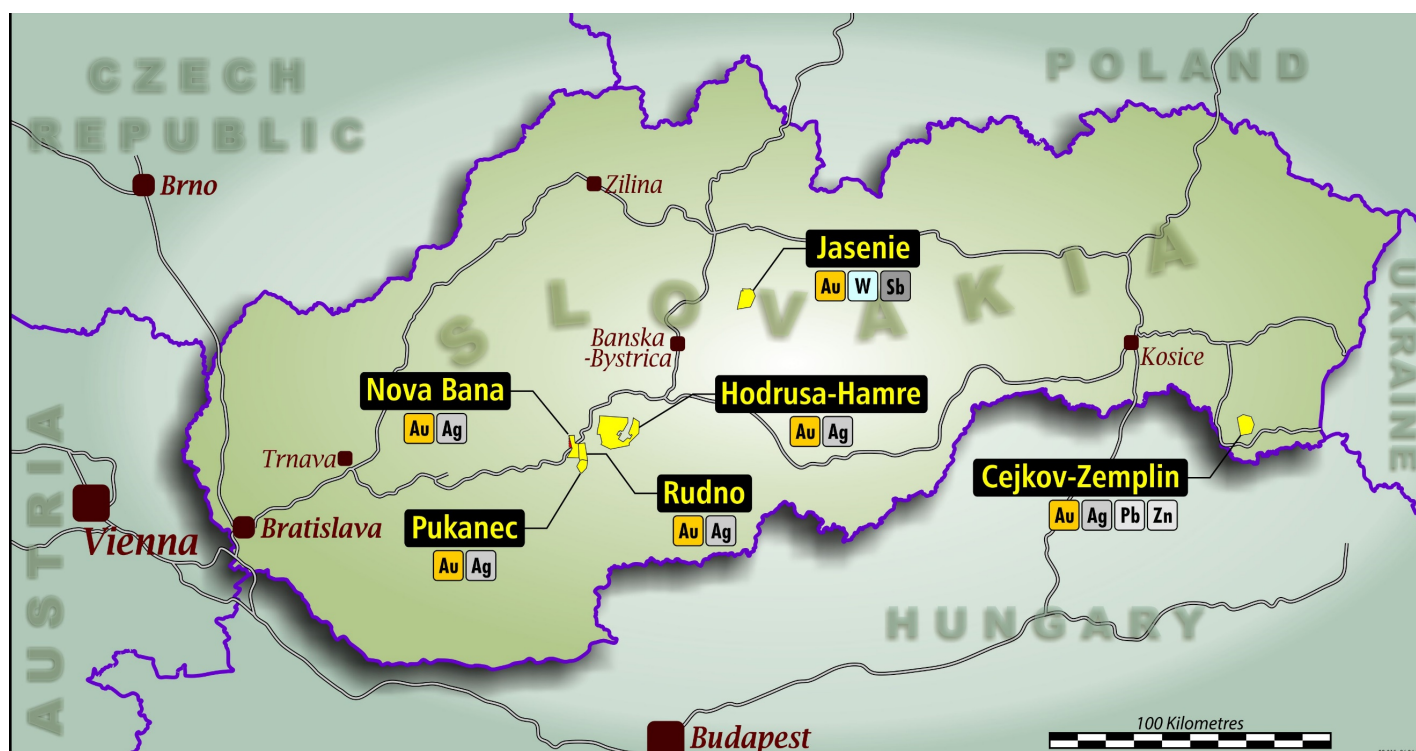 CZECH
REPUBLIC
POLAND
Brno
Zilina
SLOVAKIA
UKRAINE
Jasenie
Au W Sb
Banska
-Bystrica
Kosice
Nova Bana
Au Ag
Hodrusa-Hamre
Au Ag
Trnava
Cejkov-Zemplin
Au Ag Pb Zn
Rudno
Au Ag
Pukanec
Au Ag
Bratislava
Vienna
AUSTRIA
HUNGARY
Budapest
100 Kilometres